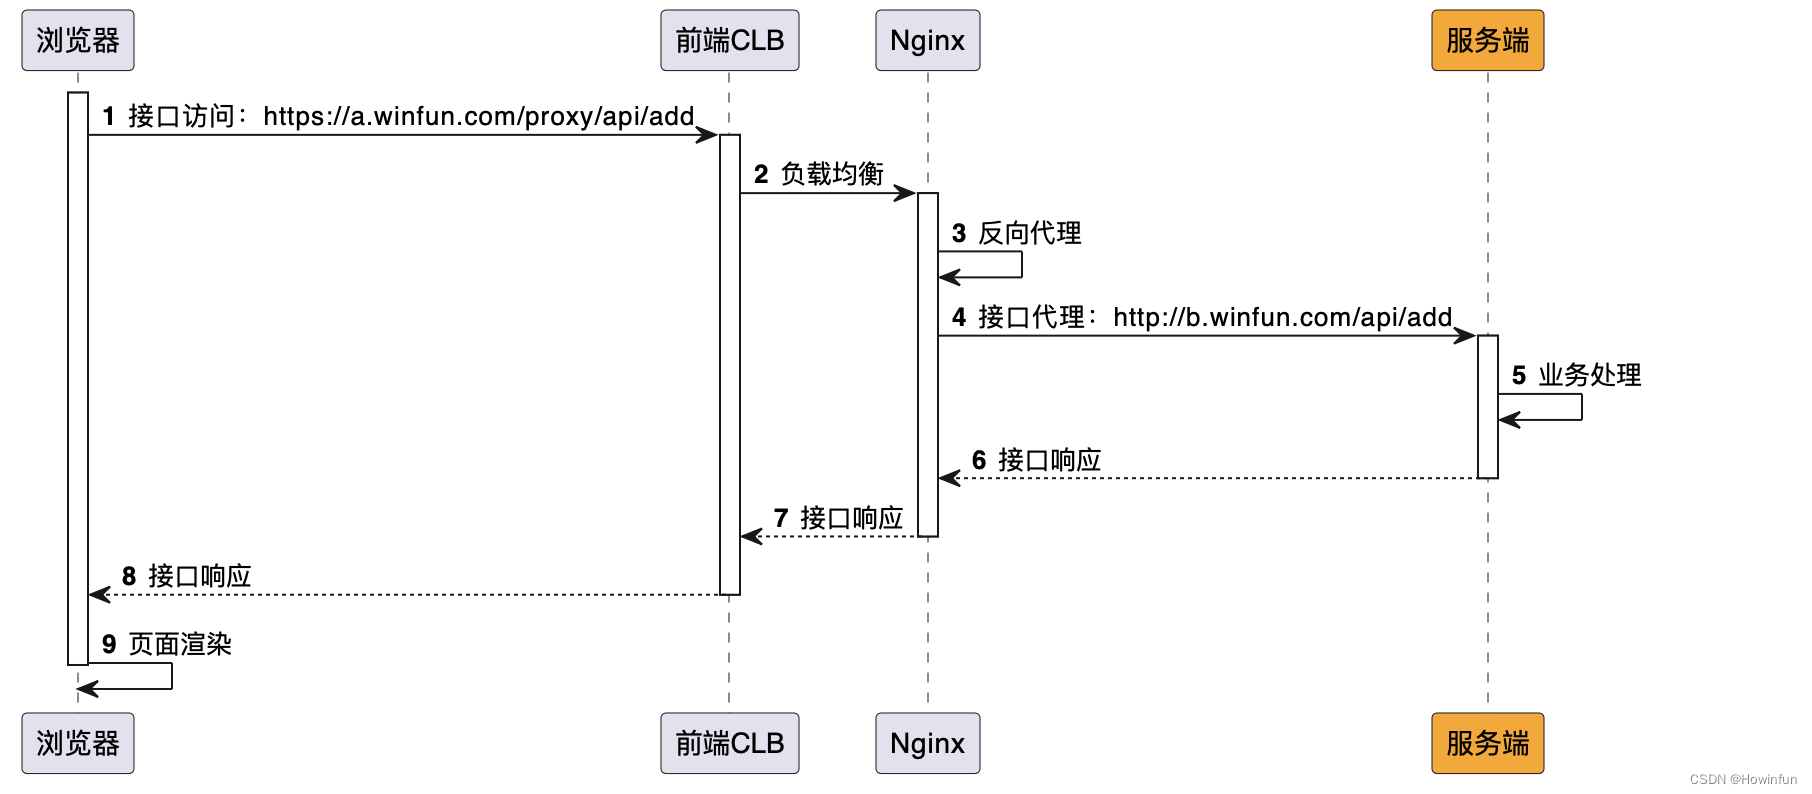 浏览器 前端CLB Nginx 服务端
1 接口访问：https://a.winfun.com/proxy/api/add
2 负载均衡
3 反向代理
4 接口代理：http://b.winfun.com/api/add
5 业务处理
6 接口响应
7 接口响应
8 接口响应
9 页面渲染
浏览器 前端CLB Nginx 服务端
CSDN @Howinfun